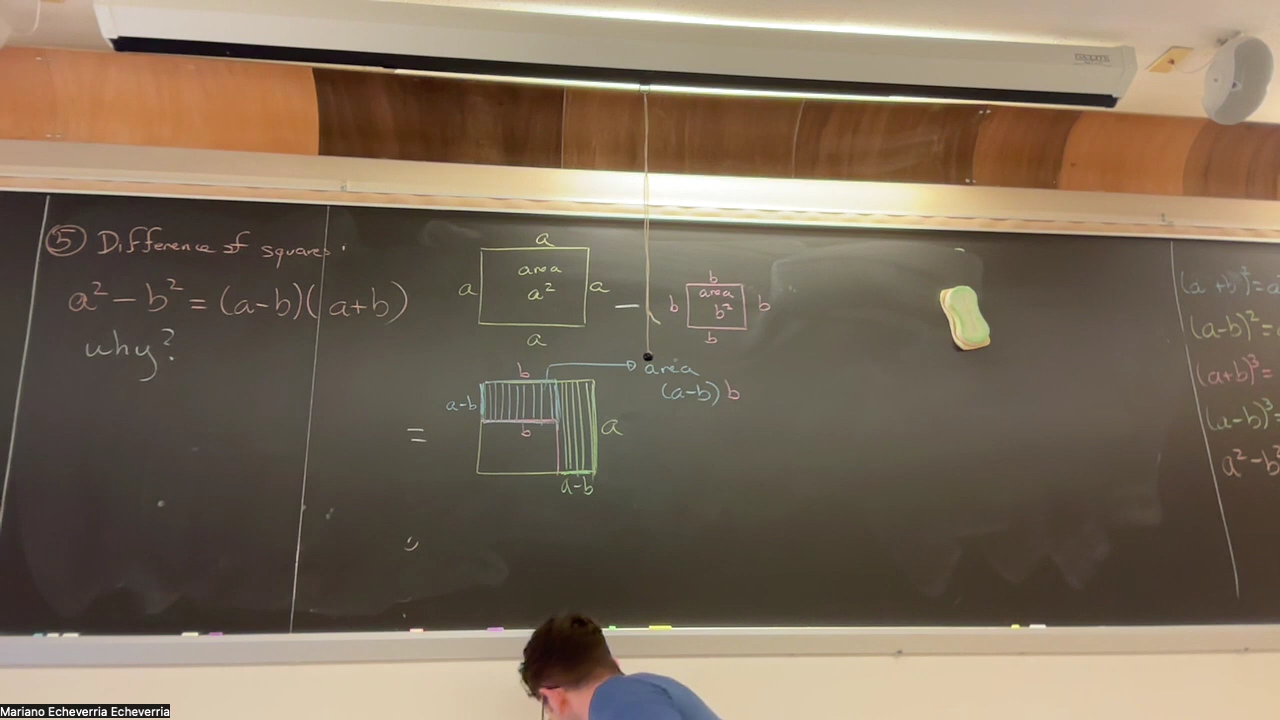 ⑤ Difference of squares.
a² - b² = (a-b)(a+b)
why?
a
a area a² a
a
-
b
b area b² b
b
=
b
a-b
b
a
a-b
area
(a-b) b
(a+b)² = a
(a-b)² =
(a+b)³ =
(a-b)³ =
a² - b²
Mariano Echeverria Echeverria